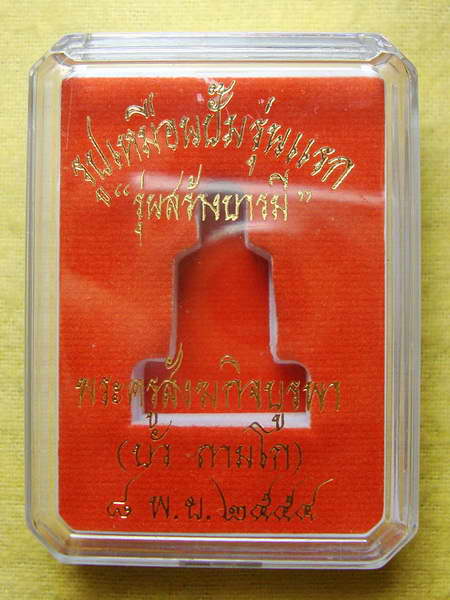 รูปเหมือนปั๊มรุ่นแรก
“รุ่นสร้างบารมี”
พระครูสังฆกิจบูรพา
(บัว ถามโก)
๘ พ.ย. ๒๕๕๔